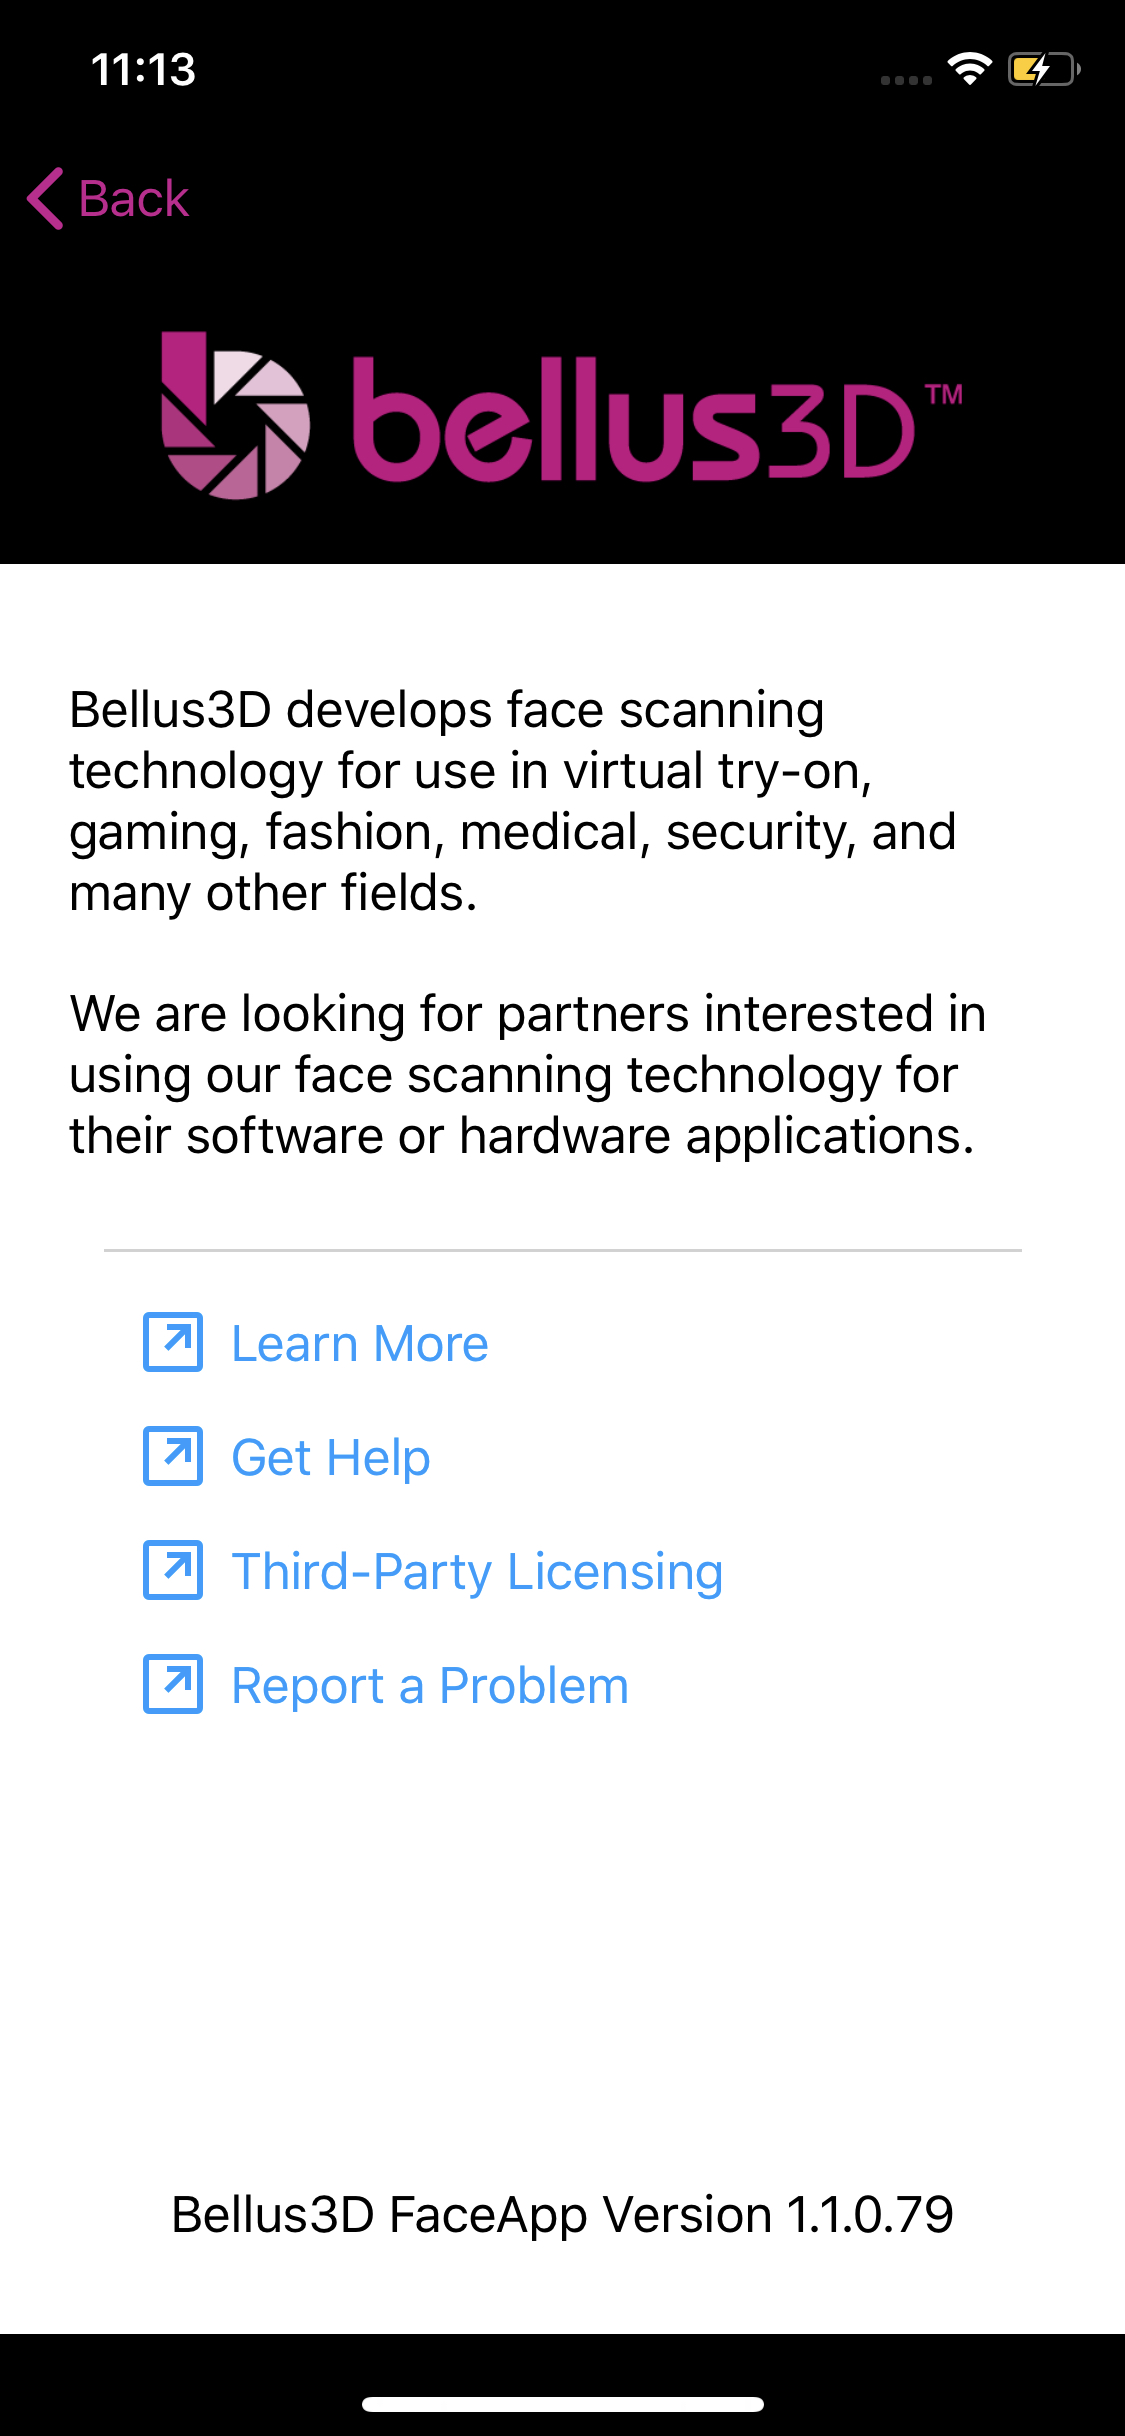 11:13
Back
bellus3D™
Bellus3D develops face scanning
technology for use in virtual try-on,
gaming, fashion, medical, security, and
many other fields.
We are looking for partners interested in
using our face scanning technology for
their software or hardware applications.
Learn More
Get Help
Third-Party Licensing
Report a Problem
Bellus3D FaceApp Version 1.1.0.79